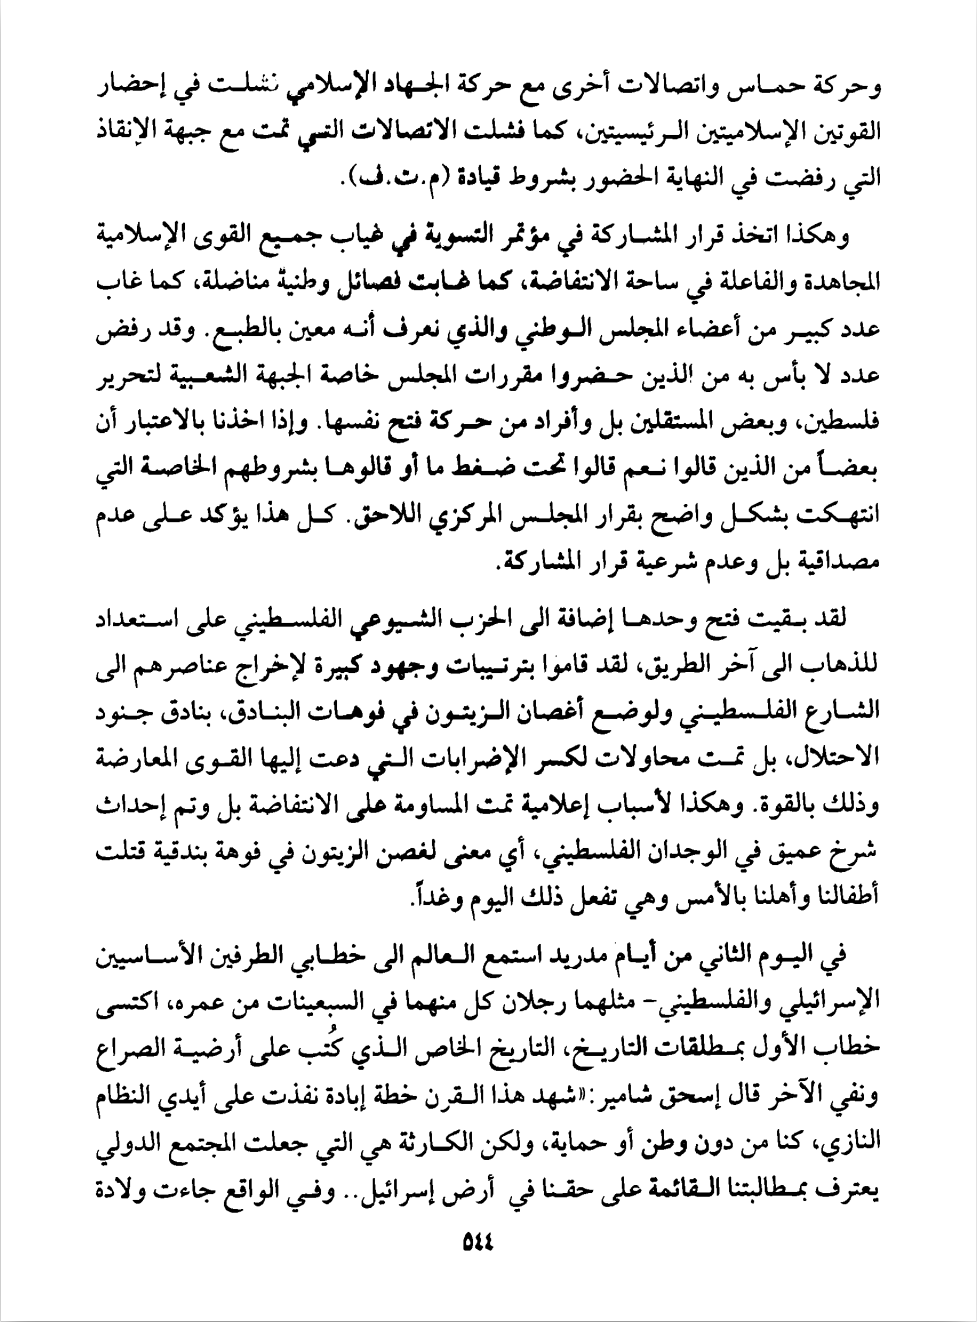 وحركة حماس واتصالات أخرى مع حركة الجهاد الإسلامي نشلت في إحضار
القوتين الإسلاميتين الرئيسيتين، كما فشلت الاتصالات التي تمت مع جبهة الإنقاذ
التي رفضت في النهاية الحضور بشروط قيادة (م.ت.ف).
وهكذا اتخذ قرار المشاركة في مؤتمر التسوية في غياب جميع القوى الإسلامية
المجاهدة والفاعلة في ساحة الانتفاضة، كما غابت فصائل وطنية مناضلة، كما غاب
عدد كبير من أعضاء المجلس الوطني والذي نعرف أنه معين بالطبع. وقد رفض
عدد لا بأس به من الذين حضروا مقررات المجلس خاصة الجبهة الشعبية لتحرير
فلسطين، وبعض المستقلين بل وأفراد من حركة فتح نفسها. وإذا اخذنا بالاعتبار أن
بعضاً من الذين قالوا نعم قالوا تحت ضغط ما أو قالوها بشروطهم الخاصة التي
انتهكت بشكل واضح بقرار المجلس المركزي اللاحق. كل هذا يؤكد على عدم
مصداقية بل وعدم شرعية قرار المشاركة.
لقد بقيت فتح وحدها إضافة الى الحزب الشيوعي الفلسطيني على استعداد
للذهاب الى آخر الطريق، لقد قاموا بترتيبات وجهود كبيرة لإخراج عناصرهم الى
الشارع الفلسطيني ولوضع أغصان الزيتون في فوهات البنادق، بنادق جنود
الاحتلال، بل تمت محاولات لكسر الإضرابات التي دعت إليها القوى المعارضة
وذلك بالقوة. وهكذا لأسباب إعلامية تمت المساومة على الانتفاضة بل وتم إحداث
شرخ عميق في الوجدان الفلسطيني، أي معنى لغصن الزيتون في فوهة بندقية قتلت
أطفالنا وأهلنا بالأمس وهي تفعل ذلك اليوم وغداً.
في اليوم الثاني من أيام مدريد استمع العالم الى خطابي الطرفين الأساسيين
الإسرائيلي والفلسطيني- مثلهما رجلان كل منهما في السبعينات من عمره، اكتسى
خطاب الأول بمطلقات التاريخ، التاريخ الخاص الذي كُتب على أرضية الصراع
ونفي الآخر قال إسحق شامير:«شهد هذا القرن خطة إبادة نفذت على أيدي النظام
النازي، كنا من دون وطن أو حماية، ولكن الكارثة هي التي جعلت المجتمع الدولي
يعترف بمطالبتنا القائمة على حقنا في أرض إسرائيل.. وفي الواقع جاءت ولادة
٥٤٤